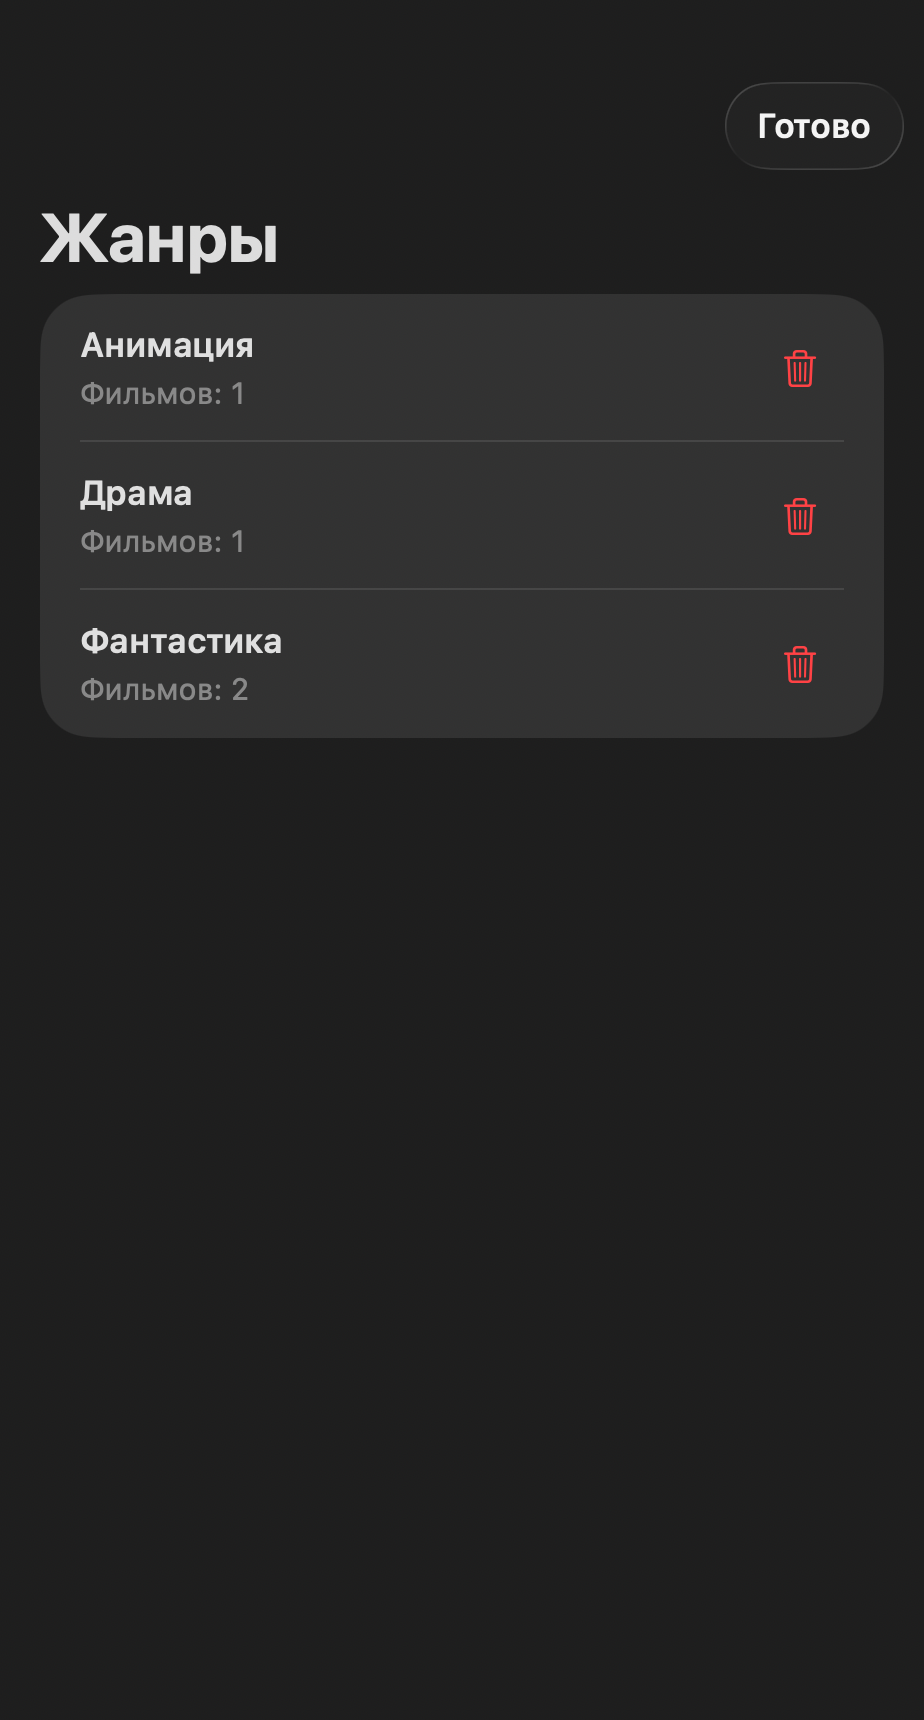 Готово
Жанры
Анимация
Фильмов: 1
Драма
Фильмов: 1
Фантастика
Фильмов: 2